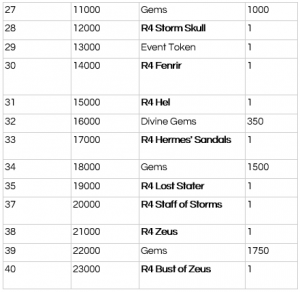 27 11000 Gems 1000
28 12000 R4 Storm Skull 1
29 13000 Event Token 1
30 14000 R4 Fenrir 1
31 15000 R4 Hel 1
32 16000 Divine Gems 350
33 17000 R4 Hermes' Sandals 1
34 18000 Gems 1500
35 19000 R4 Lost Stater 1
37 20000 R4 Staff of Storms 1
38 21000 R4 Zeus 1
39 22000 Gems 1750
40 23000 R4 Bust of Zeus 1